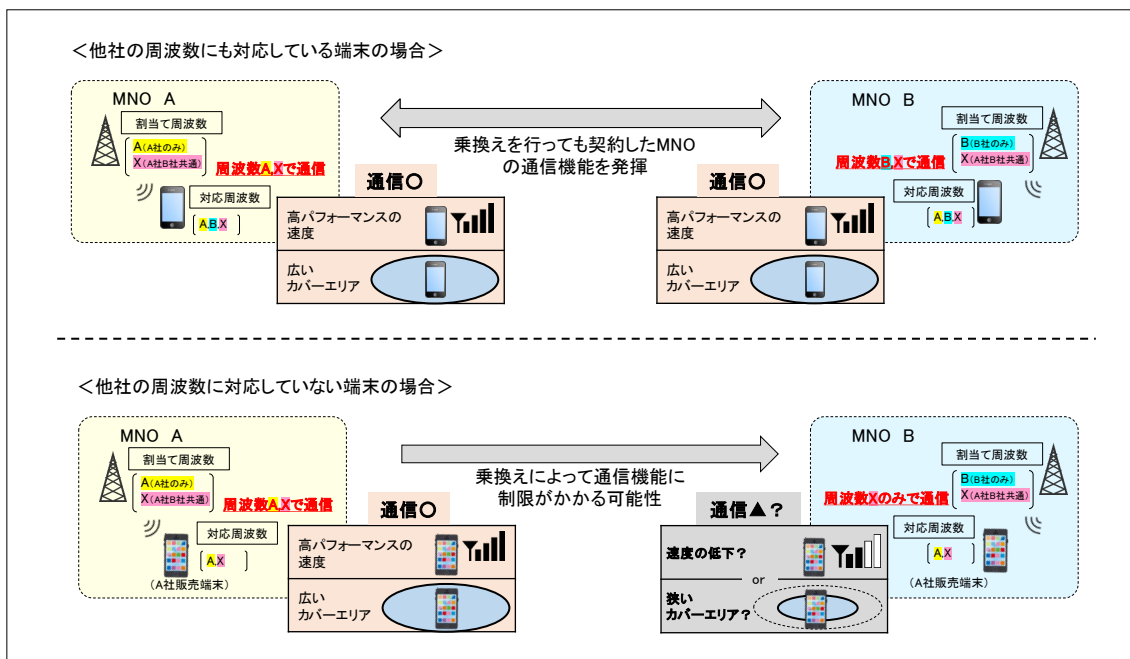 ＜他社の周波数にも対応している端末の場合＞
MNO A
割当て周波数
A(A社のみ)
X(A社B社共通)
周波数A,Xで通信
対応周波数
A,B,X
通信〇
高パフォーマンスの
速度
広い
カバーエリア
乗換えを行っても契約したMNO
の通信機能を発揮
MNO B
割当て周波数
B(B社のみ)
X(A社B社共通)
周波数B,Xで通信
対応周波数
A,B,X
通信〇
高パフォーマンスの
速度
広い
カバーエリア
＜他社の周波数に対応していない端末の場合＞
MNO A
割当て周波数
A(A社のみ)
X(A社B社共通)
周波数A,Xで通信
対応周波数
A,X
(A社販売端末)
通信〇
高パフォーマンスの
速度
広い
カバーエリア
乗換えによって通信機能に
制限がかかる可能性
MNO B
割当て周波数
B(B社のみ)
X(A社B社共通)
周波数Xのみで通信
対応周波数
A,X
(A社販売端末)
通信▲？
速度の低下？
or
狭い
カバーエリア？